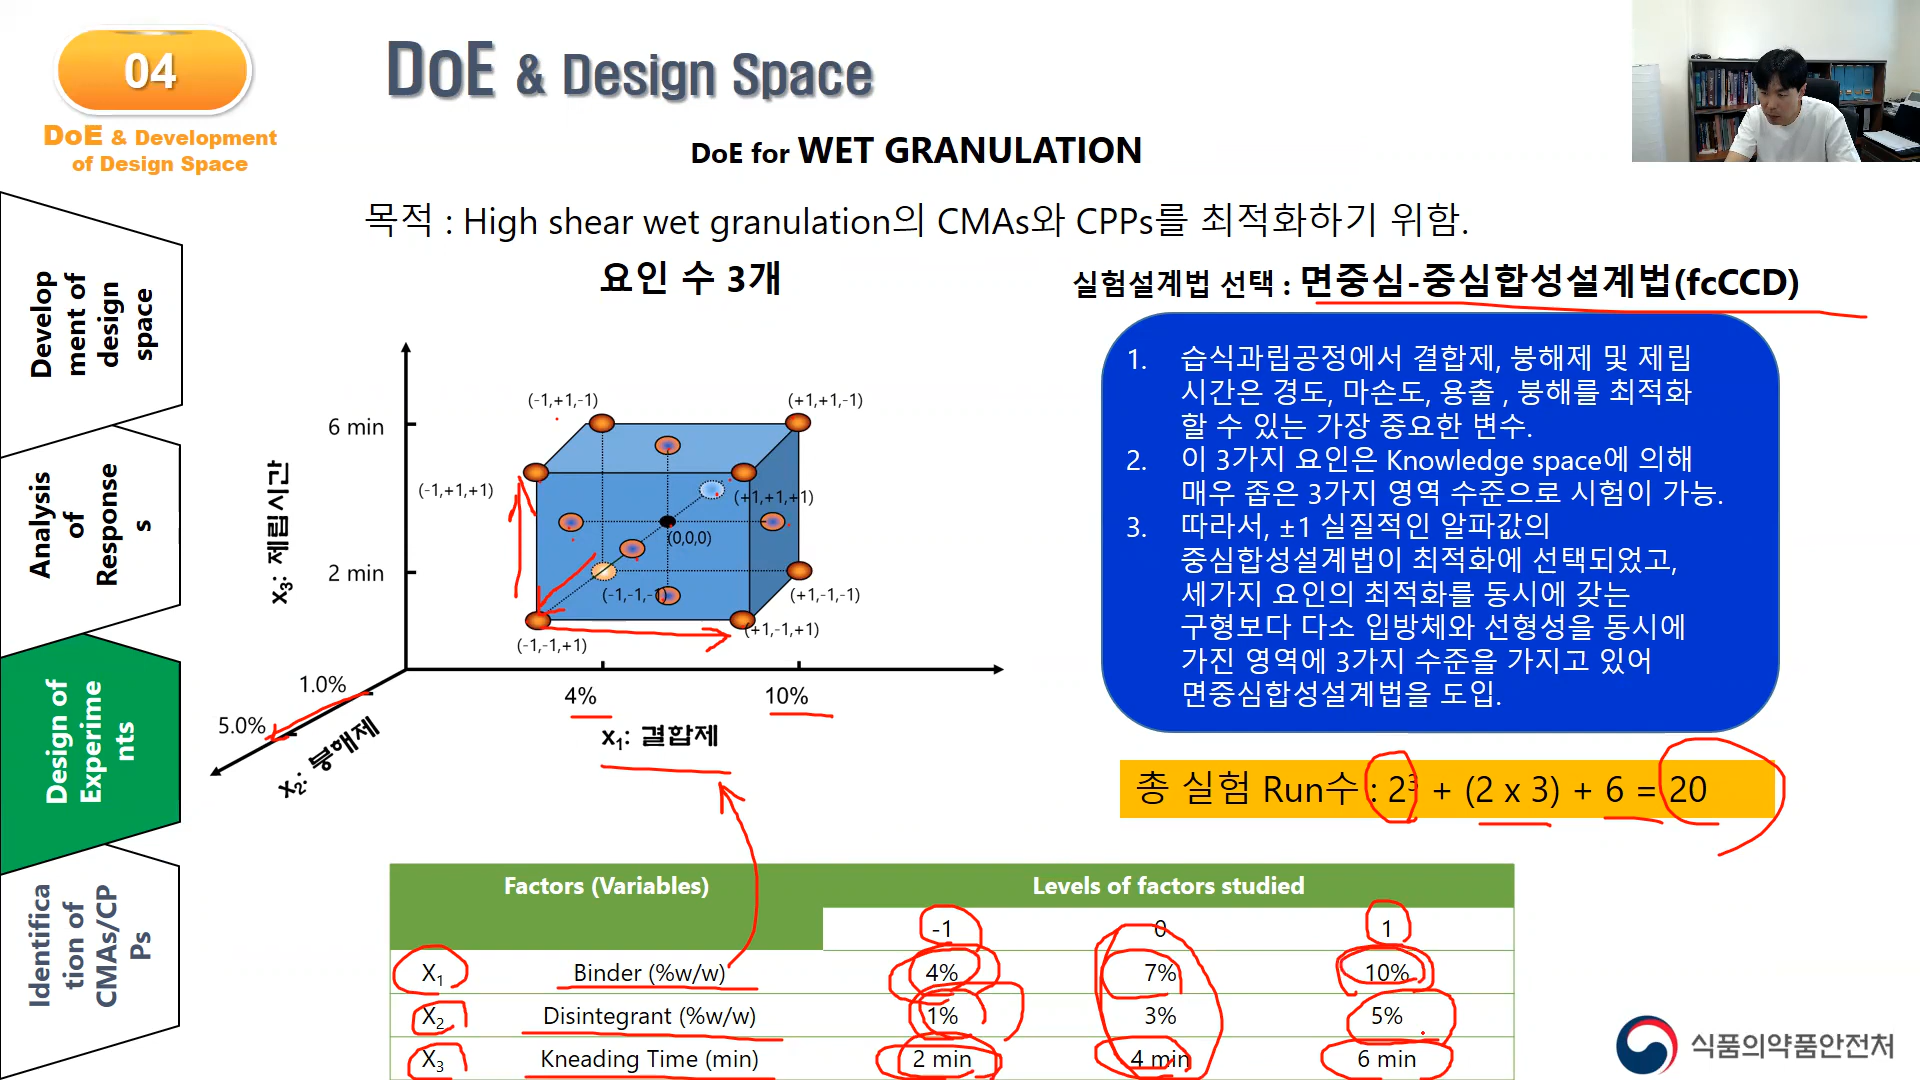 04
DoE & Development
of Design Space
DoE & Design Space
DoE for WET GRANULATION
목적 : High shear wet granulation의 CMAs와 CPPs를 최적화하기 위함.
요인 수 3개
실험설계법 선택 : 면중심-중심합성설계법(fcCCD)
Develop
ment of
design
space
Analysis
of
Response
s
Design of
Experime
nts
Identifica
tion of
CMAs/CP
Ps
x3: 제립시간
6 min
2 min
(-1,+1,-1)
(+1,+1,-1)
(-1,+1,+1)
(+1,+1,+1)
(0,0,0)
(-1,-1,-1)
(+1,-1,-1)
(-1,-1,+1)
(+1,-1,+1)
1.0%
5.0%
x2: 붕해제
4%
10%
x1: 결합제
1. 습식과립공정에서 결합제, 붕해제 및 제립
시간은 경도, 마손도, 용출 , 붕해를 최적화
할 수 있는 가장 중요한 변수.
2. 이 3가지 요인은 Knowledge space에 의해
매우 좁은 3가지 영역 수준으로 시험이 가능.
3. 따라서, ±1 실질적인 알파값의
중심합성설계법이 최적화에 선택되었고,
세가지 요인의 최적화를 동시에 갖는
구형보다 다소 입방체와 선형성을 동시에
가진 영역에 3가지 수준을 가지고 있어
면중심합성설계법을 도입.
총 실험 Run수 : 2³ + (2 x 3) + 6 = 20
Factors (Variables) Levels of factors studied
-1 0 1
X1 Binder (%w/w) 4% 7% 10%
X2 Disintegrant (%w/w) 1% 3% 5%
X3 Kneading Time (min) 2 min 4 min 6 min
식품의약품안전처